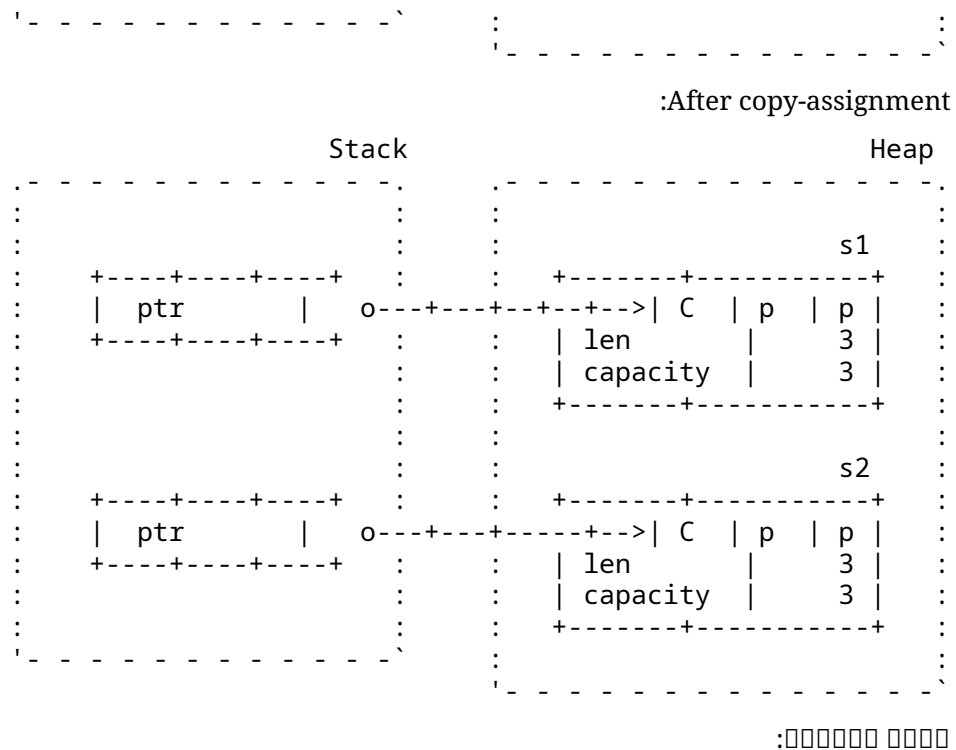 '- - - - - - - - - - - -` : :
'- - - - - - - - - - - - - -`
:After copy-assignment
Stack Heap
.- - - - - - - - - - - -. .- - - - - - - - - - - - - -.
: : : :
: : : s1 :
: +----+----+----+ : : +-------+-----------+ :
: | ptr | o---+---+--+--+-->| C | p | p | :
: +----+----+----+ : : | len | 3 | :
: : : | capacity | 3 | :
: : : +-------+-----------+ :
: : : :
: : : s2 :
: +----+----+----+ : : +-------+-----------+ :
: | ptr | o---+---+-----+-->| C | p | p | :
: +----+----+----+ : : | len | 3 | :
: : : | capacity | 3 | :
: : : +-------+-----------+ :
'- - - - - - - - - - - -` : :
'- - - - - - - - - - - - - -`